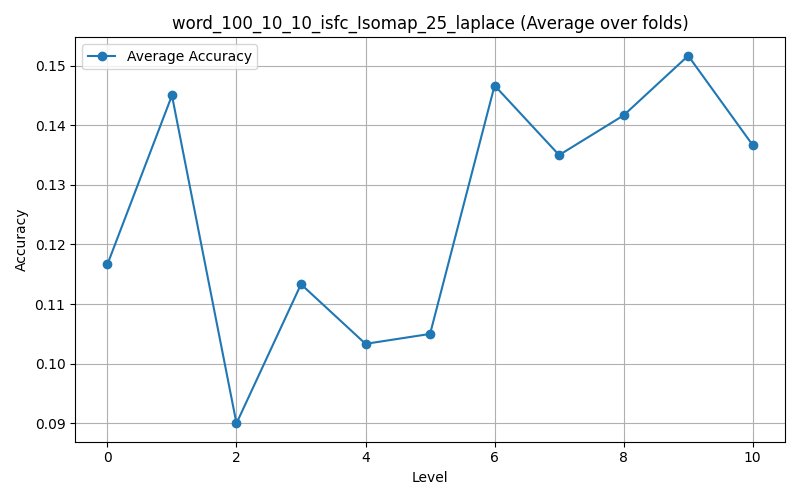 word_100_10_10_isfc_Isomap_25_laplace (Average over folds)
Average Accuracy
0.15
0.14
0.13
0.12
0.11
0.10
0.09
Accuracy
0 2 4 6 8 10
Level